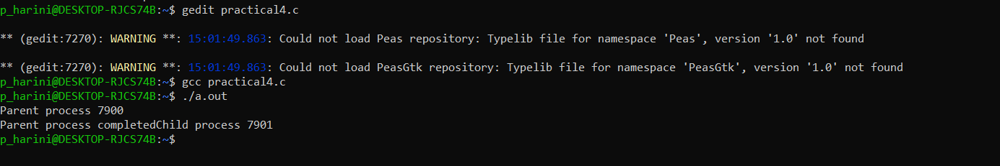 p_harini@DESKTOP-RJCS74B:~$ gedit practical4.c
** (gedit:7270): WARNING **: 15:01:49.863: Could not load Peas repository: Typelib file for namespace 'Peas', version '1.0' not found
** (gedit:7270): WARNING **: 15:01:49.863: Could not load PeasGtk repository: Typelib file for namespace 'PeasGtk', version '1.0' not found
p_harini@DESKTOP-RJCS74B:~$ gcc practical4.c
p_harini@DESKTOP-RJCS74B:~$ ./a.out
Parent process 7900
Parent process completedChild process 7901
p_harini@DESKTOP-RJCS74B:~$